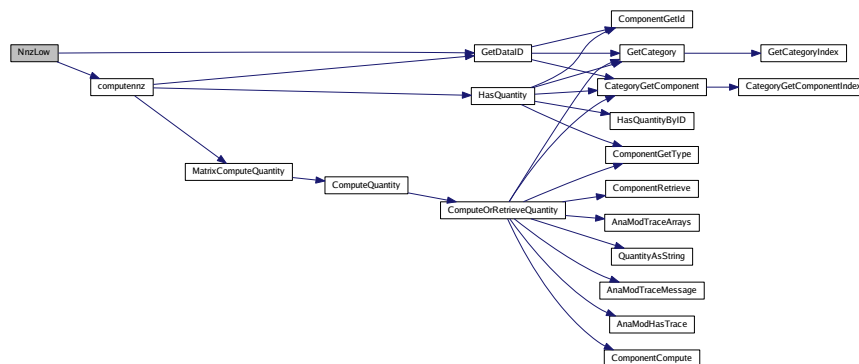 NnzLow
computennz
MatrixComputeQuantity
ComputeQuantity
GetDataID
HasQuantity
ComputeOrRetrieveQuantity
ComponentGetId
GetCategory
CategoryGetComponent
HasQuantityByID
ComponentGetType
ComponentRetrieve
AnaModTraceArrays
QuantityAsString
AnaModTraceMessage
AnaModHasTrace
ComponentCompute
GetCategoryIndex
CategoryGetComponentIndex